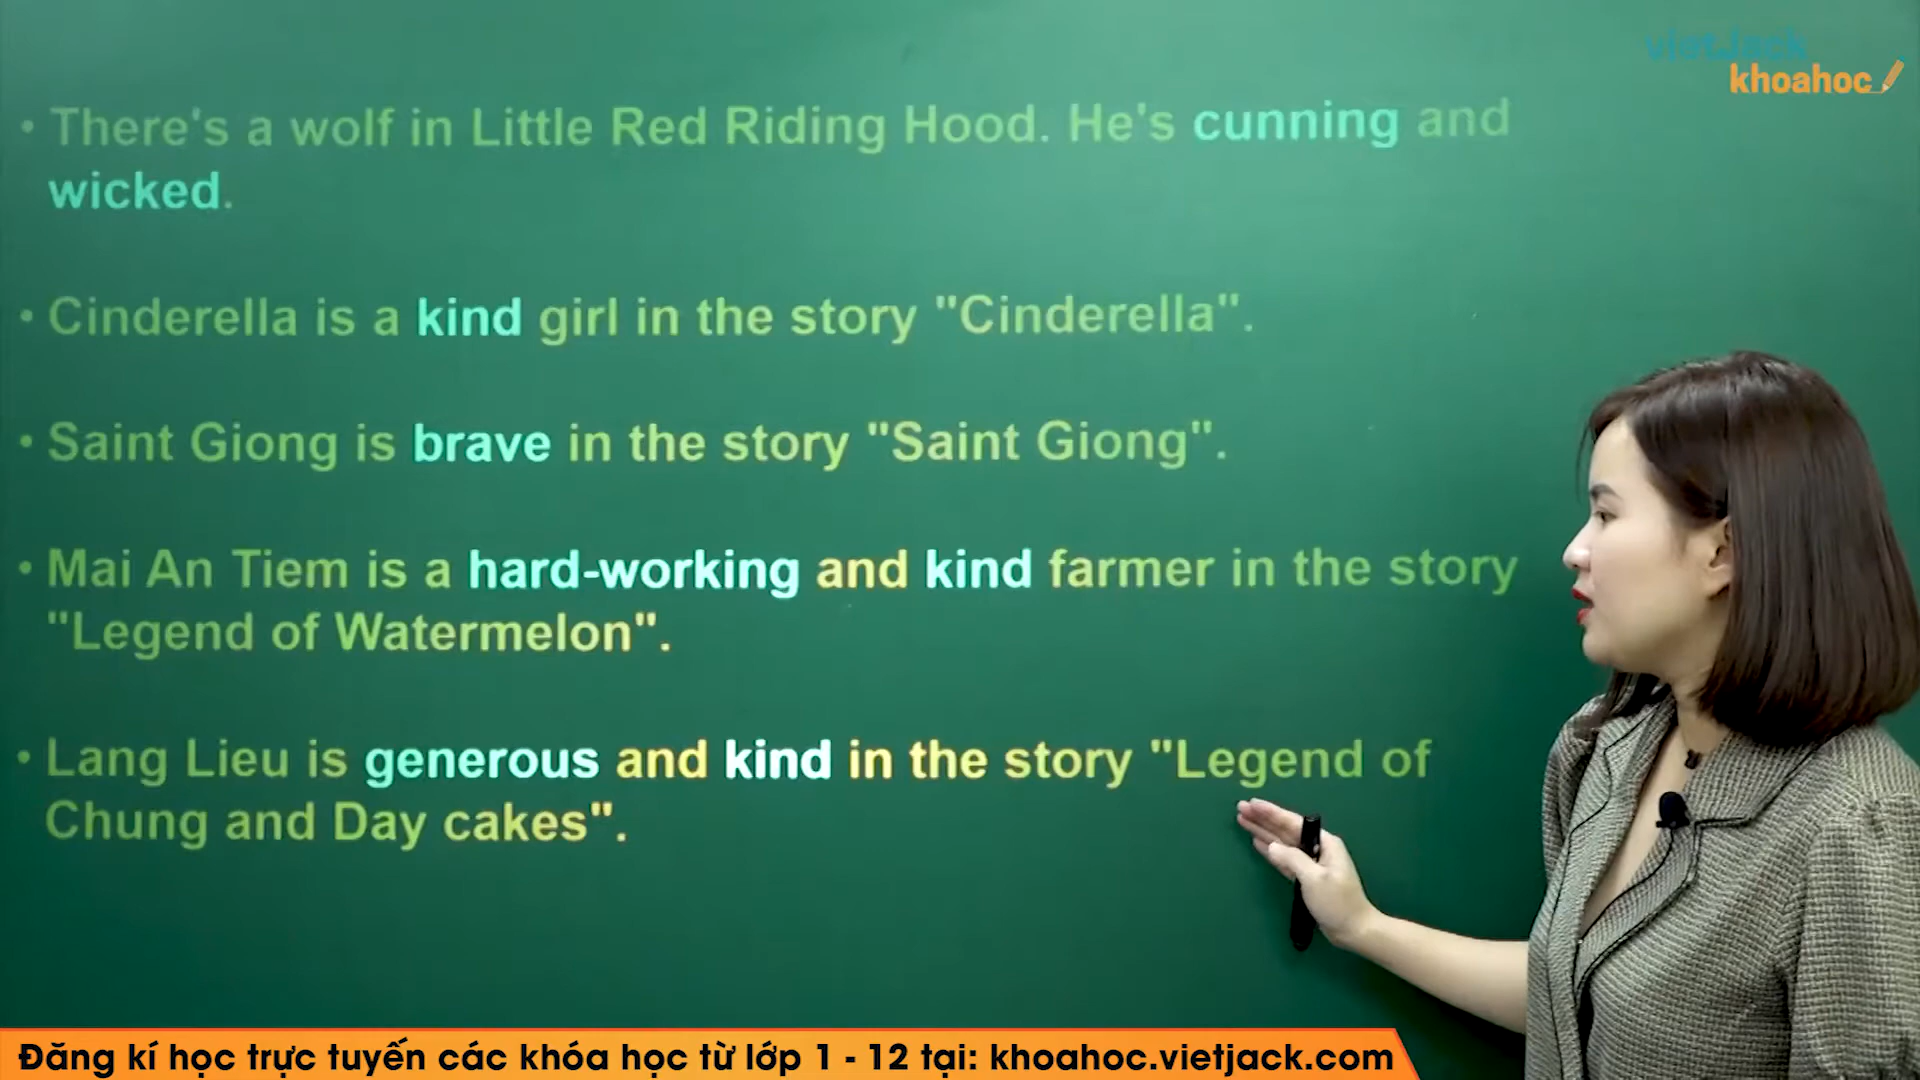 vietJack
khoahoc
• There's a wolf in Little Red Riding Hood. He's cunning and
wicked.
• Cinderella is a kind girl in the story "Cinderella".
• Saint Giong is brave in the story "Saint Giong".
• Mai An Tiem is a hard-working and kind farmer in the story
"Legend of Watermelon".
• Lang Lieu is generous and kind in the story "Legend of
Chung and Day cakes".
Đăng kí học trực tuyến các khóa học từ lớp 1 - 12 tại: khoahoc.vietjack.com